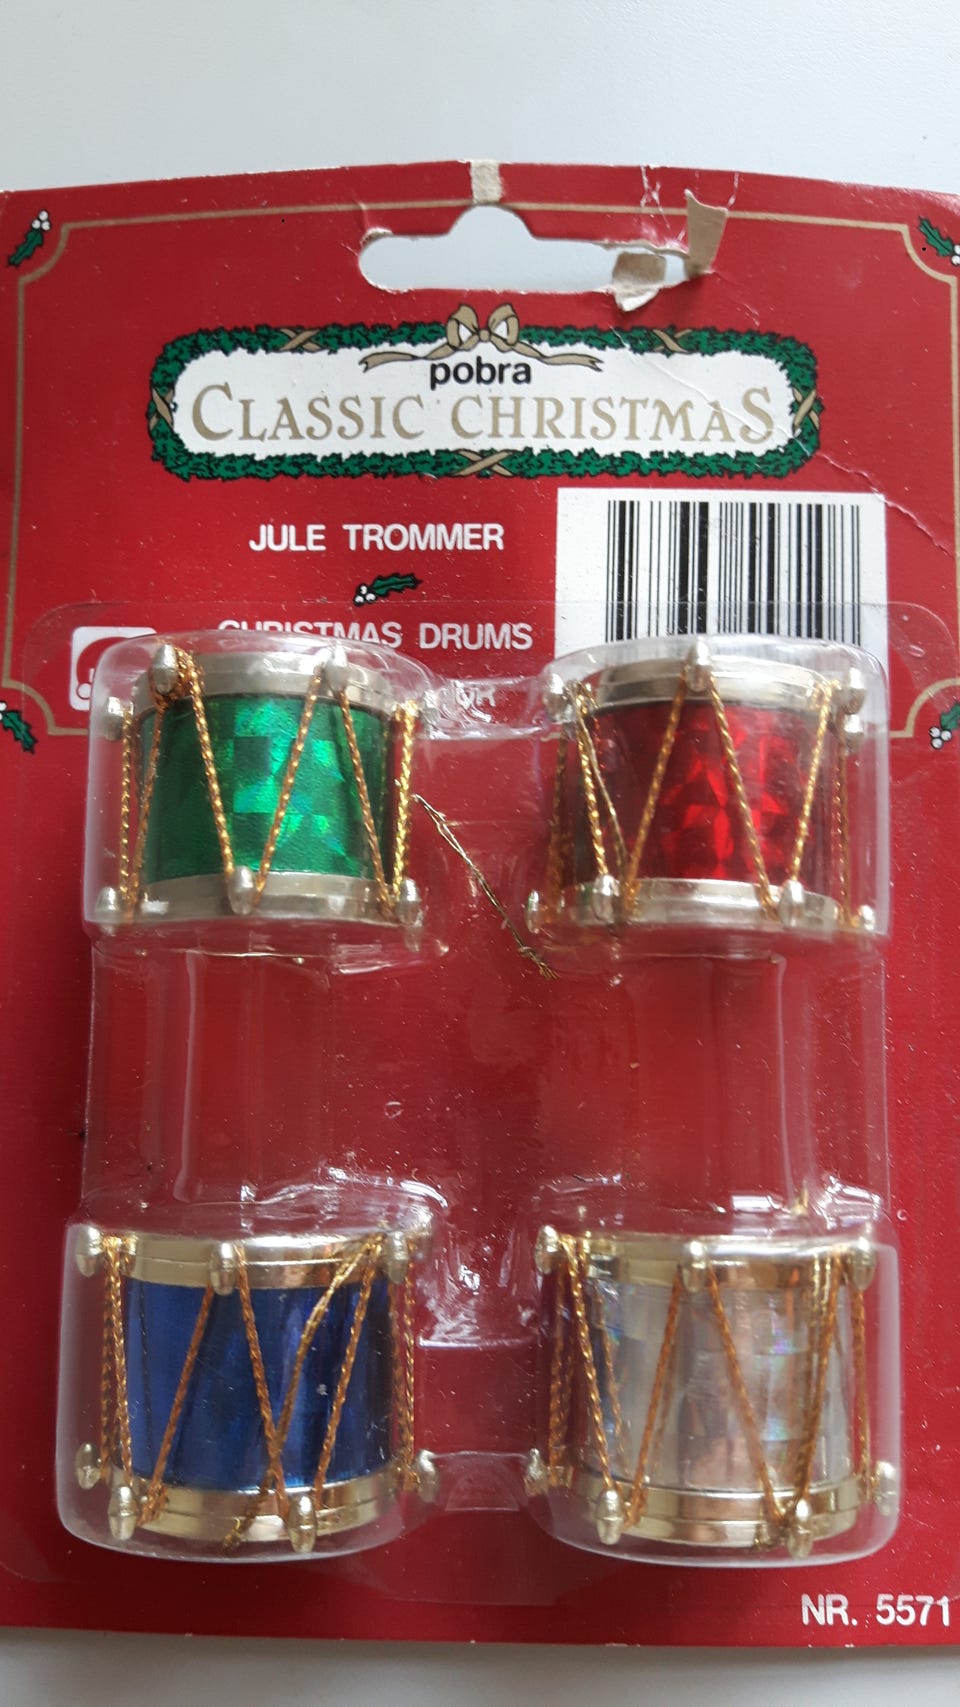 pobra
CLASSIC CHRISTMAS
JULE TROMMER
CHRISTMAS DRUMS
NR. 5571